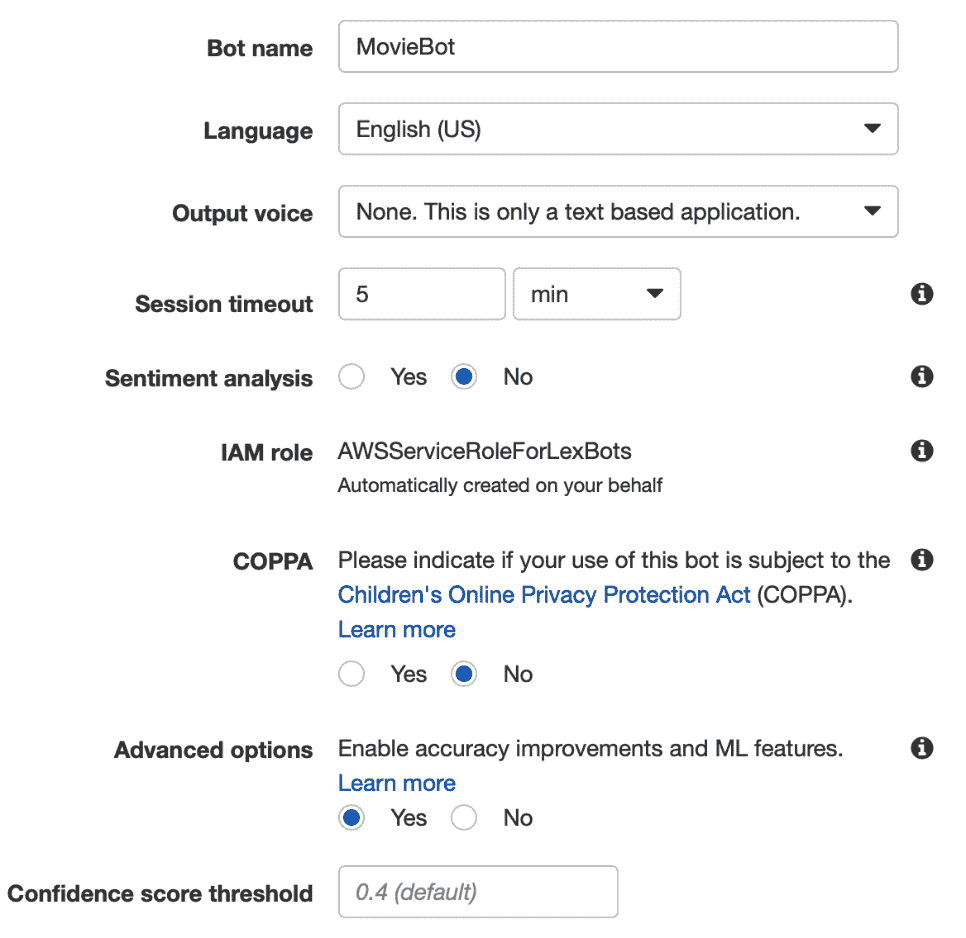 Bot name MovieBot
Language English (US)
Output voice None. This is only a text based application.
Session timeout 5 min
Sentiment analysis Yes No
IAM role AWSServiceRoleForLexBots
Automatically created on your behalf
COPPA Please indicate if your use of this bot is subject to the
Children's Online Privacy Protection Act (COPPA).
Learn more
Yes No
Advanced options Enable accuracy improvements and ML features.
Learn more
Yes No
Confidence score threshold 0.4 (default)